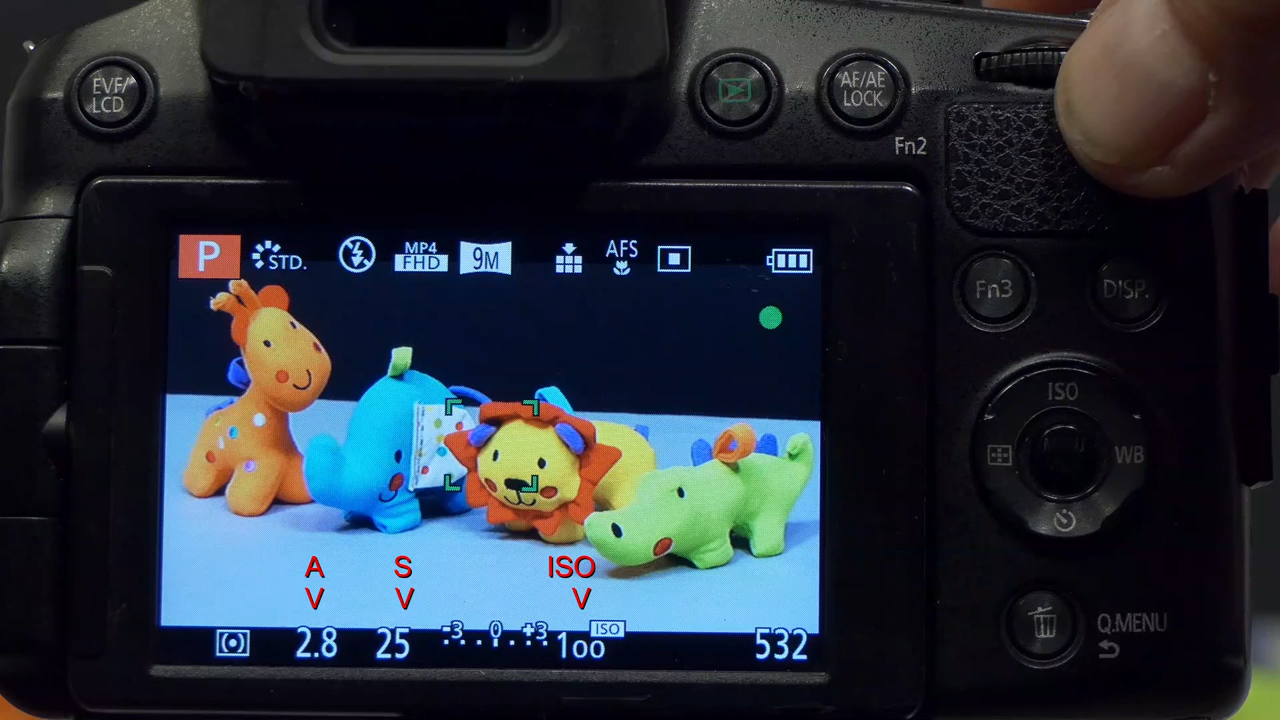 EVF/
LCD
AF/AE
LOCK
Fn2
P
STD.
MP4
FHD
9M
AFS
Fn3
DISP.
ISO
WB
A
S
ISO
V
V
V
2.8
25
-3 0 +3
100
ISO
532
Q.MENU